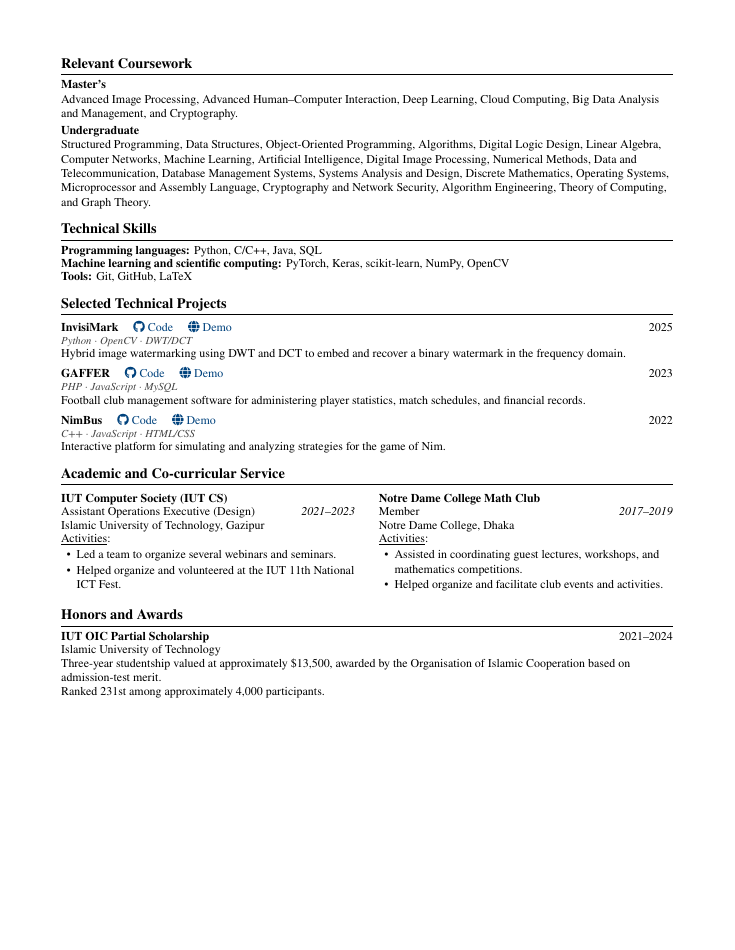 Relevant Coursework
Master's
Advanced Image Processing, Advanced Human–Computer Interaction, Deep Learning, Cloud Computing, Big Data Analysis
and Management, and Cryptography.
Undergraduate
Structured Programming, Data Structures, Object-Oriented Programming, Algorithms, Digital Logic Design, Linear Algebra,
Computer Networks, Machine Learning, Artificial Intelligence, Digital Image Processing, Numerical Methods, Data and
Telecommunication, Database Management Systems, Systems Analysis and Design, Discrete Mathematics, Operating Systems,
Microprocessor and Assembly Language, Cryptography and Network Security, Algorithm Engineering, Theory of Computing,
and Graph Theory.
Technical Skills
Programming languages: Python, C/C++, Java, SQL
Machine learning and scientific computing: PyTorch, Keras, scikit-learn, NumPy, OpenCV
Tools: Git, GitHub, LaTeX
Selected Technical Projects
InvisiMark Code Demo 2025
Python · OpenCV · DWT/DCT
Hybrid image watermarking using DWT and DCT to embed and recover a binary watermark in the frequency domain.
GAFFER Code Demo 2023
PHP · JavaScript · MySQL
Football club management software for administering player statistics, match schedules, and financial records.
NimBus Code Demo 2022
C++ · JavaScript · HTML/CSS
Interactive platform for simulating and analyzing strategies for the game of Nim.
Academic and Co-curricular Service
IUT Computer Society (IUT CS)
Assistant Operations Executive (Design) 2021–2023
Islamic University of Technology, Gazipur
Activities:
• Led a team to organize several webinars and seminars.
• Helped organize and volunteered at the IUT 11th National
ICT Fest.
Notre Dame College Math Club
Member 2017–2019
Notre Dame College, Dhaka
Activities:
• Assisted in coordinating guest lectures, workshops, and
mathematics competitions.
• Helped organize and facilitate club events and activities.
Honors and Awards
IUT OIC Partial Scholarship 2021–2024
Islamic University of Technology
Three-year studentship valued at approximately $13,500, awarded by the Organisation of Islamic Cooperation based on
admission-test merit.
Ranked 231st among approximately 4,000 participants.